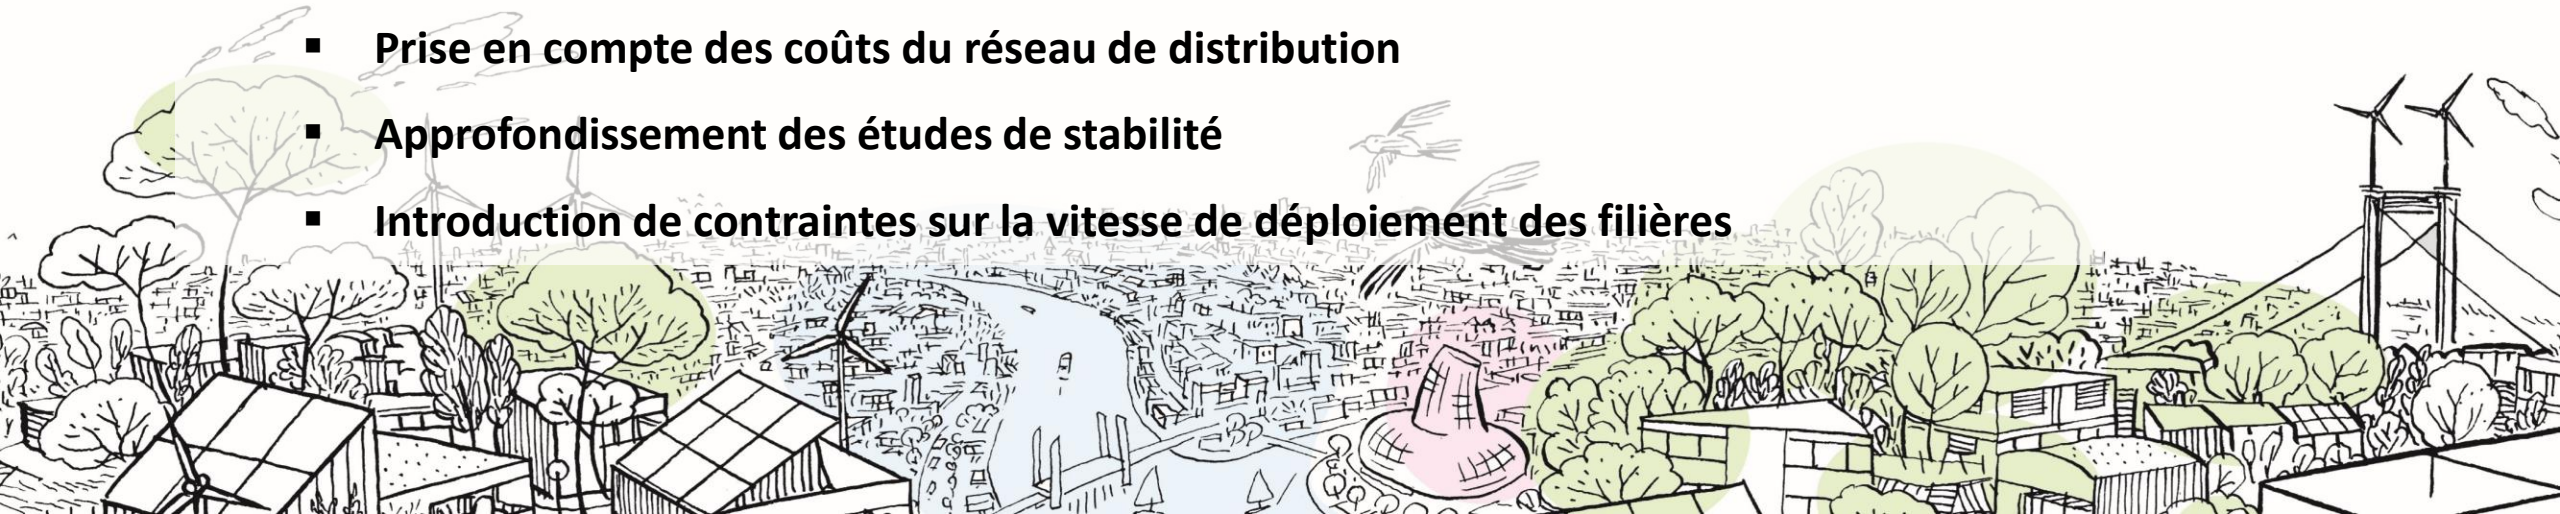 ▪ Prise en compte des coûts du réseau de distribution
▪ Approfondissement des études de stabilité
▪ Introduction de contraintes sur la vitesse de déploiement des filières